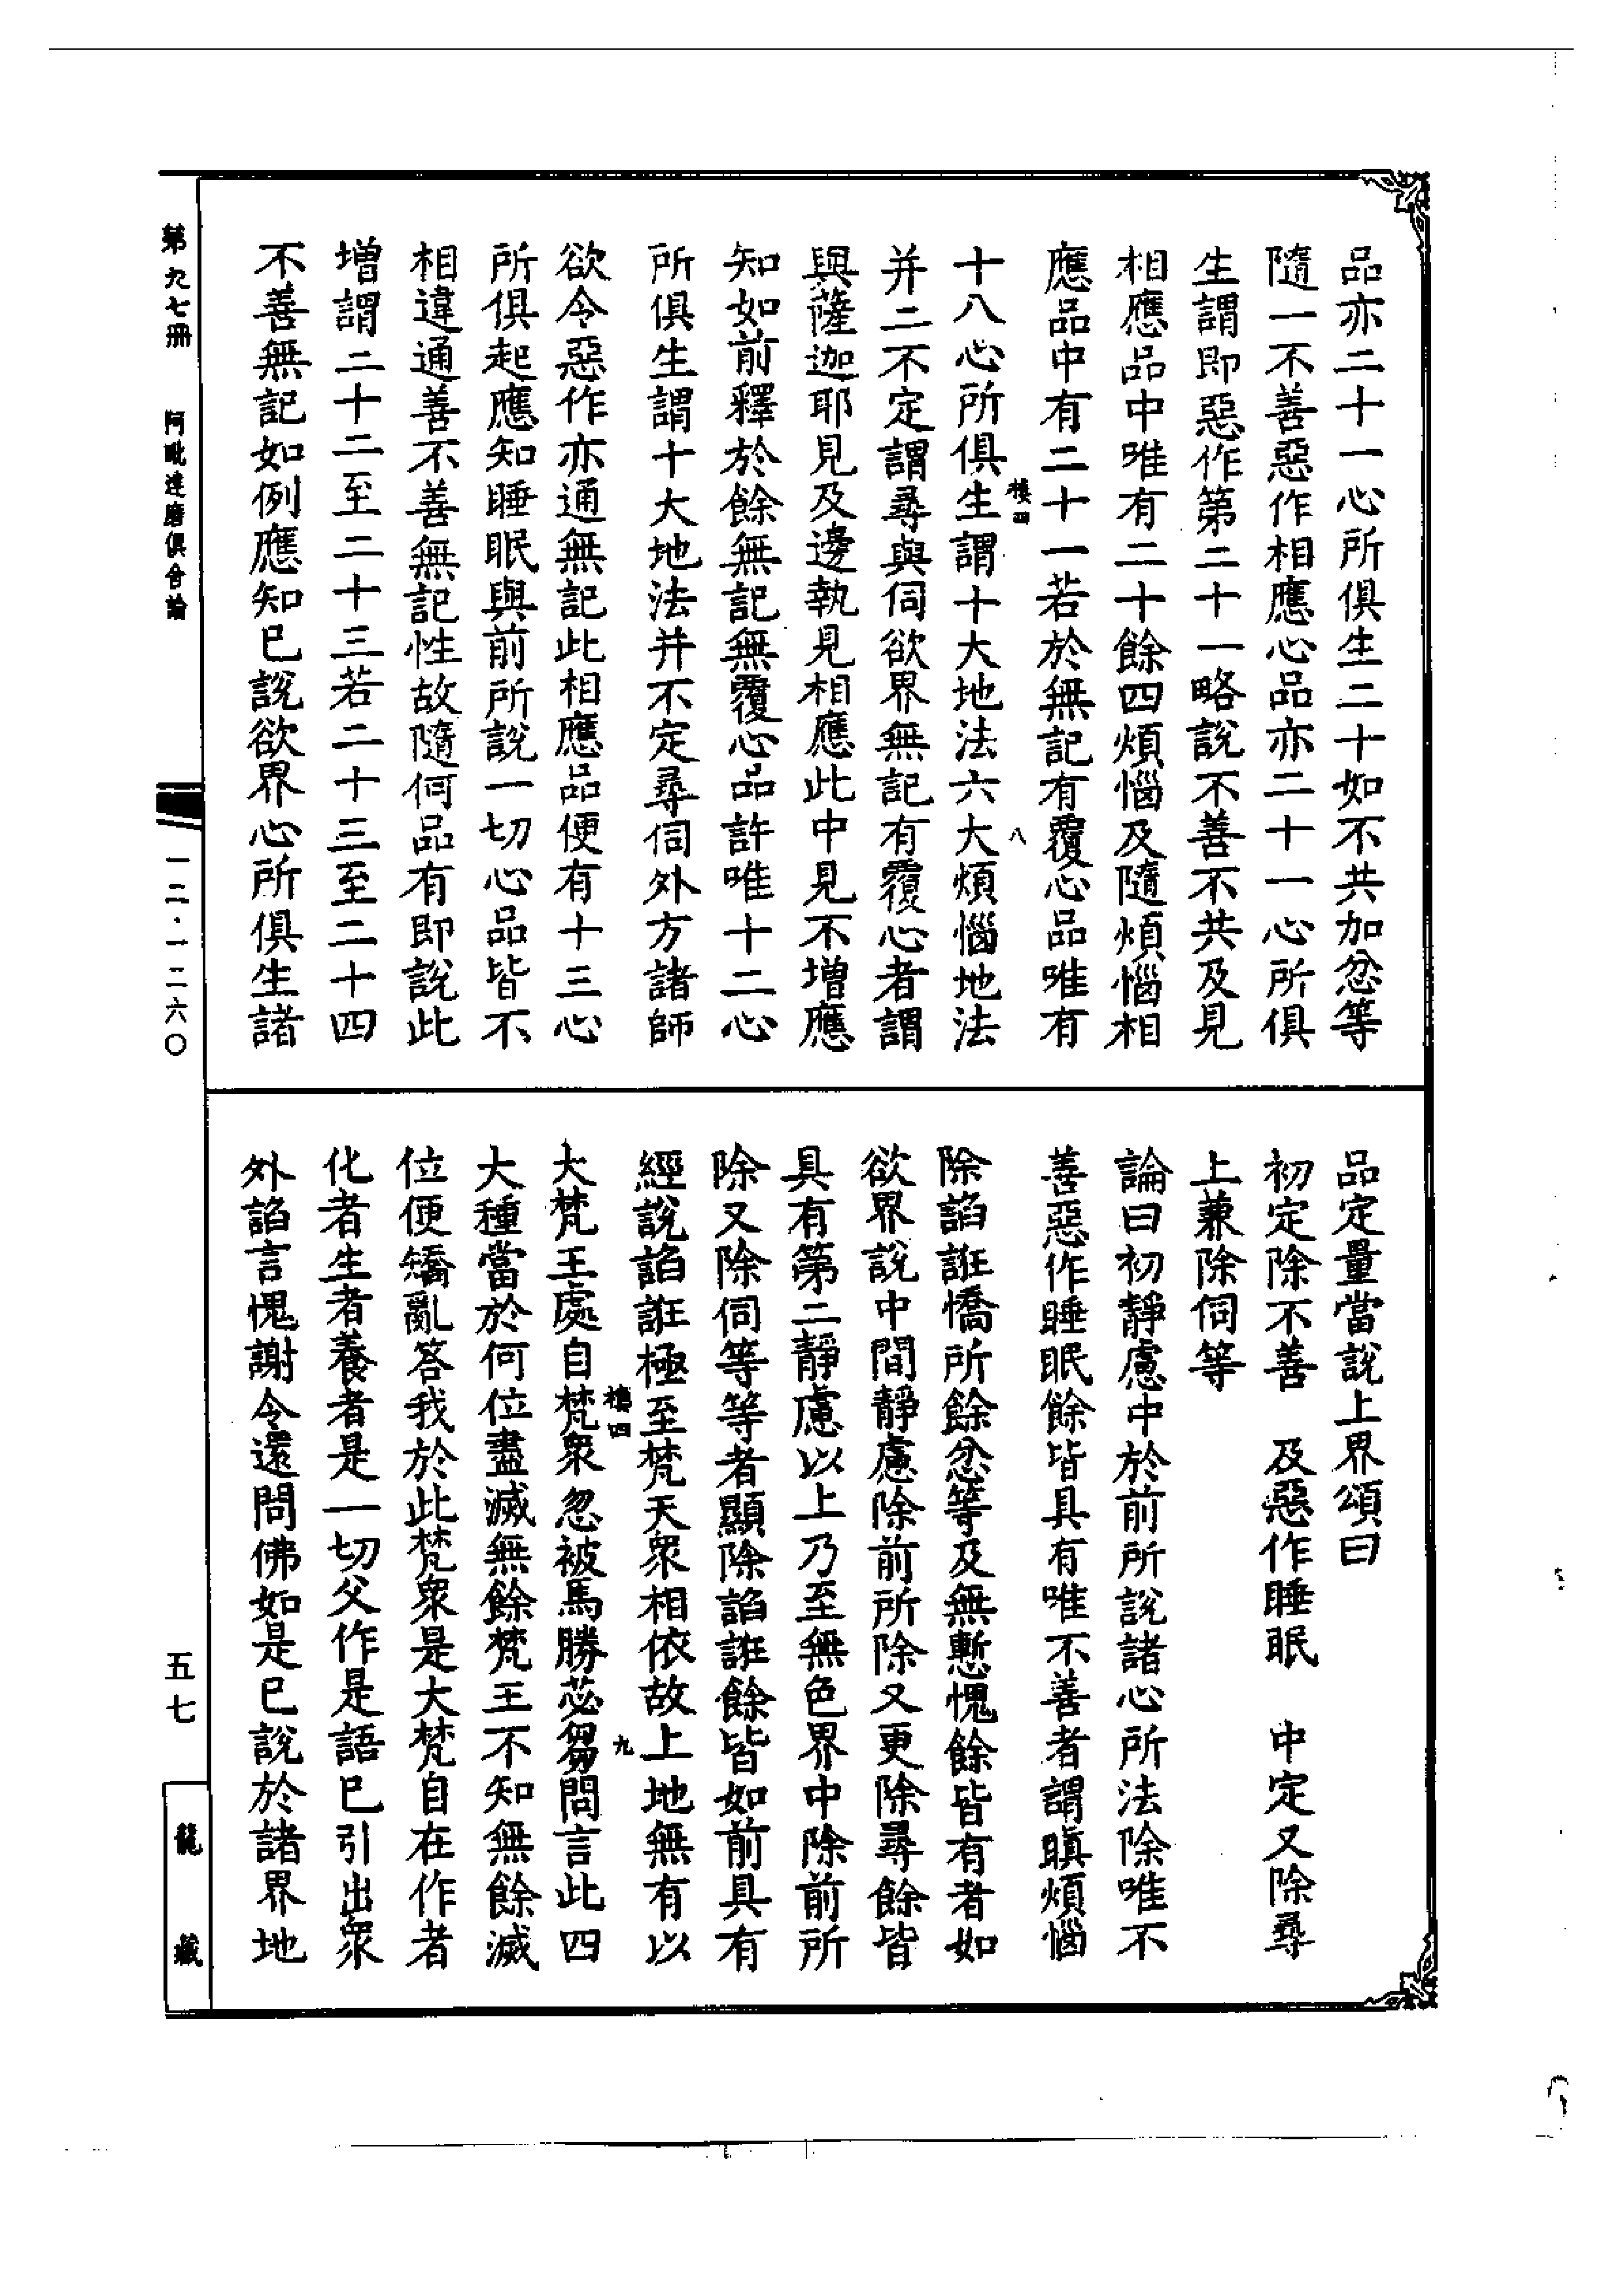 品亦二十一心所俱生二十如不共加忿等
隨一不善惡作相應心品亦二十一心所俱
生謂即惡作第二十一略說不善不共及見
相應品中唯有二十餘四煩惱及隨煩惱相
應品中有二十一若於無記有覆心品唯有
十八心所俱生謂十大地法六大煩惱地法
樓四
八
并二不定謂尋與伺欲界無記有覆心者謂
與薩迦耶見及邊執見相應此中見不增應
知如前釋於餘無記無覆心品許唯十二心
所俱生謂十大地法并不定尋伺外方諸師
欲令惡作亦通無記此相應品便有十三心
所俱起應知睡眠與前所說一切心品皆不
相違通善不善無記性故隨何品有即說此
增謂二十二至二十三若二十三至二十四
不善無記如例應知已說欲界心所俱生諸
品定量當說上界頌曰
初定除不善 及惡作睡眠 中定又除尋
上兼除伺等
論曰初靜慮中於前所說諸心所法除唯不
善惡作睡眠餘皆具有唯不善者謂瞋煩惱
除諂誑憍所餘忿等及無慙愧餘皆有者如
欲界說中間靜慮除前所除又更除尋餘皆
具有第二靜慮以上乃至無色界中除前所
除又除伺等等者顯除諂誑餘皆如前具有
經說諂誑極至梵天眾相依故上地無有以
樓四
九
大梵王處自梵眾忽被馬勝苾芻問言此四
大種當於何位盡滅無餘梵王不知無餘滅
位便矯亂答我於此梵眾是大梵自在作者
化者生者養者是一切父作是語已引出眾
外諂言愧謝令還問佛如是已說於諸界地
第九七冊 阿毗達磨俱舍論
一二·一二六〇
五七
龍藏